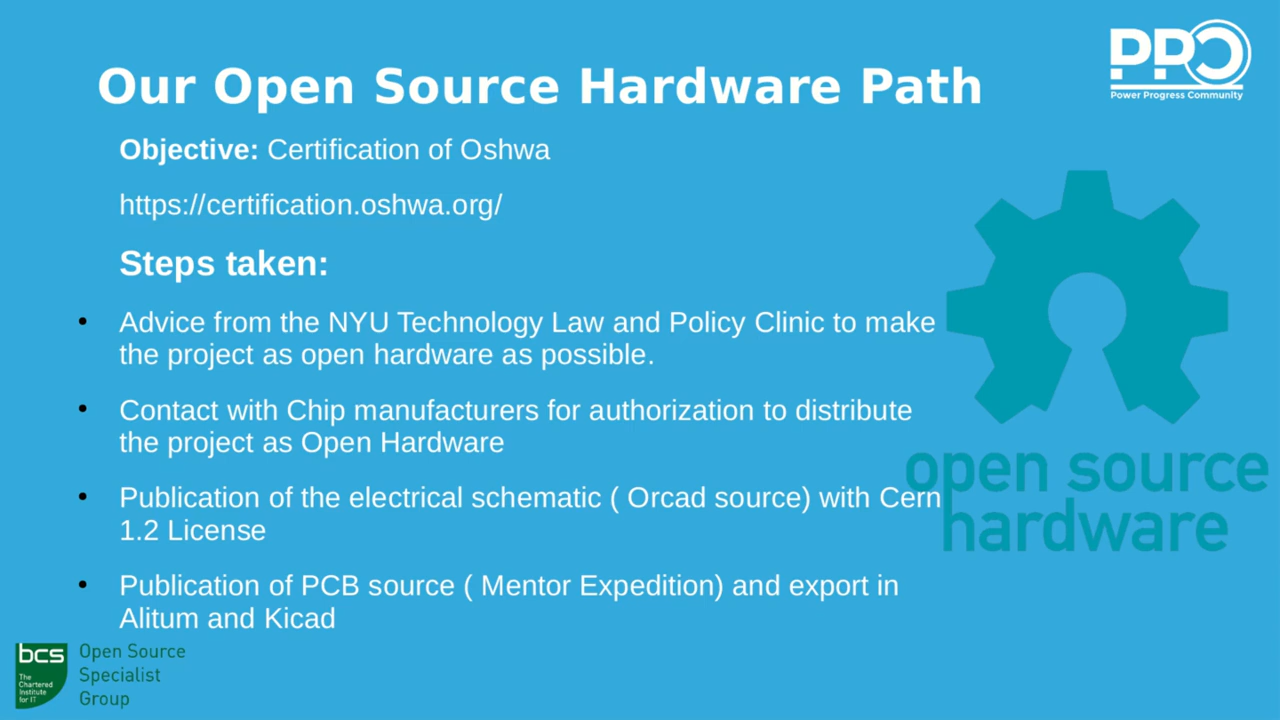 PPC
Power Progress Community
Our Open Source Hardware Path
Objective: Certification of Oshwa
https://certification.oshwa.org/
Steps taken:
• Advice from the NYU Technology Law and Policy Clinic to make
the project as open hardware as possible.
• Contact with Chip manufacturers for authorization to distribute
the project as Open Hardware
• Publication of the electrical schematic ( Orcad source) with Cern
1.2 License
• Publication of PCB source ( Mentor Expedition) and export in
Alitum and Kicad
open source
hardware
bcs
The
Chartered
Institute
for IT
Open Source
Specialist
Group